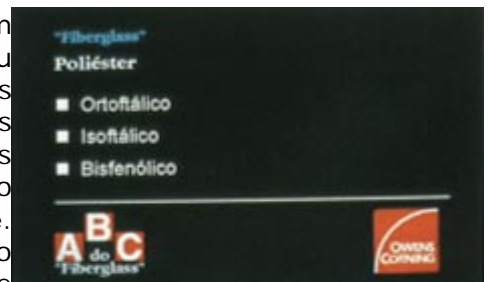 "Fiberglass"
Poliéster
Ortoftálico
Isoftálico
Bisfenólico
A B C
do
"Fiberglass"
OWENS
CORNING